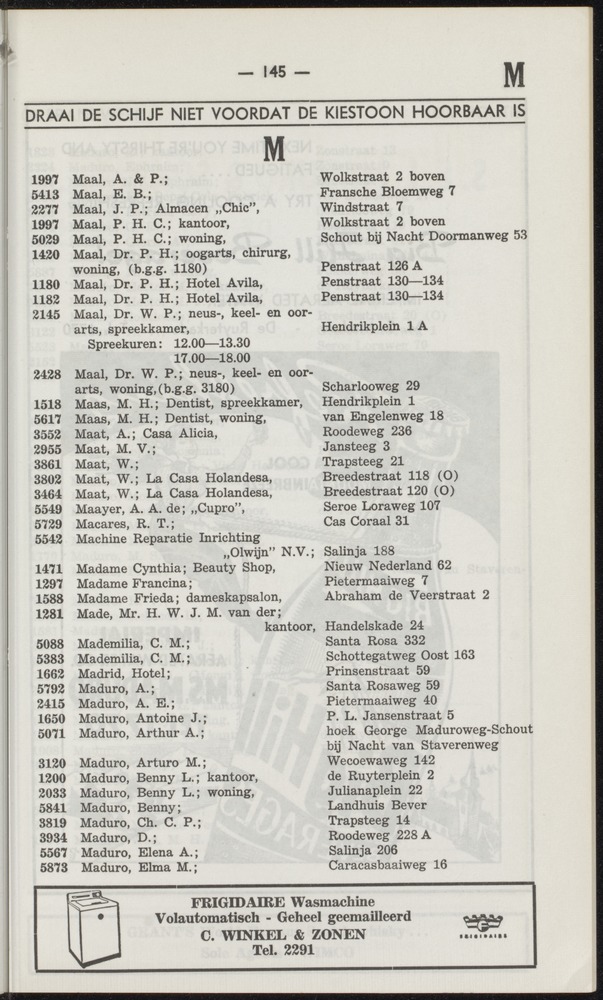 — 145 —
M
DRAAI DE SCHIJF NIET VOORDAT DE KIESTOON HOORBAAR IS
M
1997 Maal, A. & P.; Wolkstraat 2 boven
5413 Maal, E. B.; Fransche Bloemweg 7
2277 Maal, J. P.; Almacen „Chic”, Windstraat 7
1997 Maal, P. H. C.; kantoor, Wolkstraat 2 boven
5029 Maal, P. H. C.; woning, Schout bij Nacht Doormanweg 53
1420 Maal, Dr. P. H.; oogarts, chirurg,
woning, (b.g.g. 1180) Penstraat 126 A
1180 Maal, Dr. P. H.; Hotel Avila, Penstraat 130—134
1182 Maal, Dr. P. H.; Hotel Avila, Penstraat 130—134
2145 Maal, Dr. W. P.; neus-, keel- en oor-
arts, spreekkamer, Hendrikplein 1 A
Spreekuren: 12.00—13.30
17.00—18.00
2428 Maal, Dr. W. P.; neus-, keel- en oor-
arts, woning, (b.g.g. 3180) Scharlooweg 29
1518 Maas, M. H.; Dentist, spreekkamer, Hendrikplein 1
5617 Maas, M. H.; Dentist, woning, van Engelenweg 18
3552 Maat, A.; Casa Alicia, Roodeweg 236
2955 Maat, M. V.; Jansteeg 3
3861 Maat, W.; Trapsteeg 21
3802 Maat, W.; La Casa Holandesa, Breedestraat 118 (O)
3464 Maat, W.; La Casa Holandesa, Breedestraat 120 (O)
5549 Maayer, A. A. de; „Cupro”, Seroe Loraweg 107
5729 Macares, R. T.; Cas Coraal 31
5542 Machine Reparatie Inrichting
„Olwijn” N.V.; Salinja 188
1471 Madame Cynthia; Beauty Shop, Nieuw Nederland 62
1297 Madame Francina; Pietermaaiweg 7
1588 Madame Frieda; dameskapsalon, Abraham de Veerstraat 2
1281 Made, Mr. H. W. J. M. van der;
kantoor, Handelskade 24
5088 Mademilia, C. M.; Santa Rosa 332
5383 Mademilia, C. M.; Schottegatweg Oost 163
1662 Madrid, Hotel; Prinsenstraat 59
5792 Maduro, A.; Santa Rosaweg 59
2415 Maduro, A. E.; Pietermaaiweg 40
1650 Maduro, Antoine J.; P. L. Jansenstraat 5
5071 Maduro, Arthur A.; hoek George Maduroweg-Schout
bij Nacht van Staverenweg
3120 Maduro, Arturo M.; Wecoewaweg 142
1200 Maduro, Benny L.; kantoor, de Ruyterplein 2
2033 Maduro, Benny L.; woning, Julianaplein 22
5841 Maduro, Benny; Landhuis Bever
3819 Maduro, Ch. C. P.; Trapsteeg 14
3934 Maduro, D.; Roodeweg 228 A
5567 Maduro, Elena A.; Salinja 206
5873 Maduro, Elma M.; Caracasbaaiweg 16
FRIGIDAIRE Wasmachine
Volautomatisch - Geheel geemailleerd
C. WINKEL & ZONEN
Tel. 2291
FRIGIDAIRE